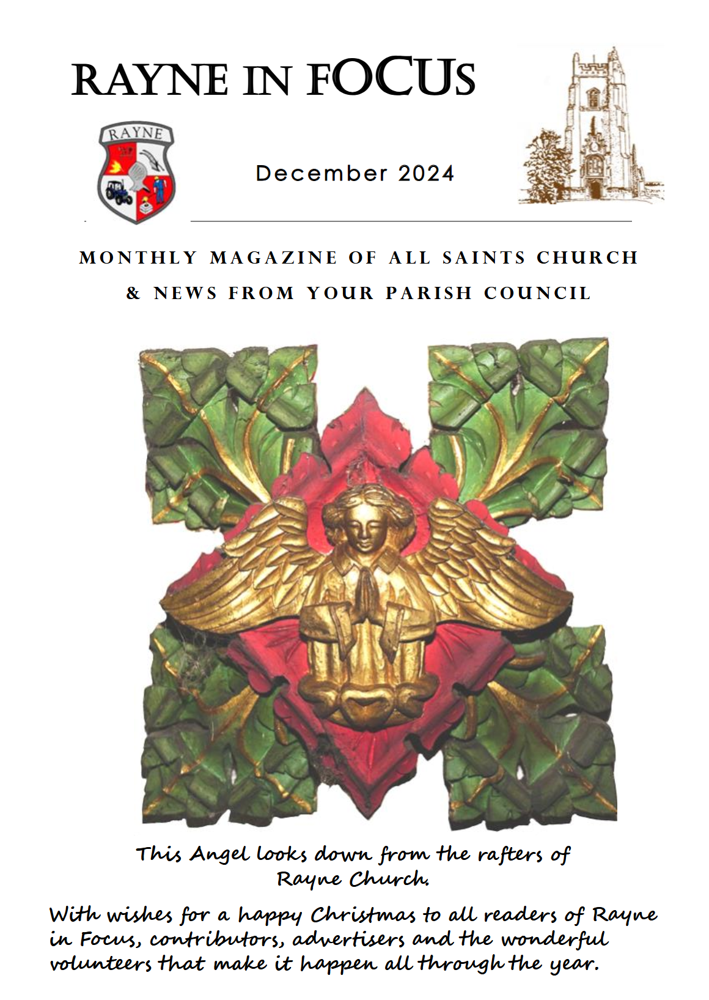 RAYNE IN FOCUS
RAYNE
December 2024
MONTHLY MAGAZINE OF ALL SAINTS CHURCH
& NEWS FROM YOUR PARISH COUNCIL
This Angel looks down from the rafters of
Rayne Church.
With wishes for a happy Christmas to all readers of Rayne
in Focus, contributors, advertisers and the wonderful
volunteers that make it happen all through the year.